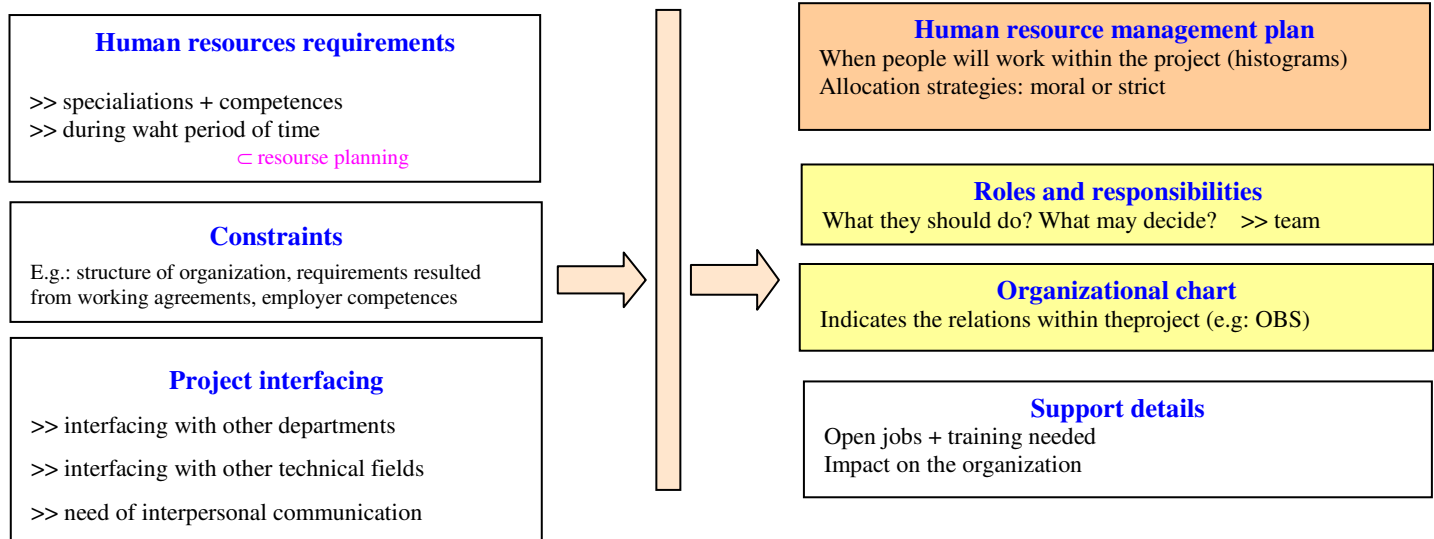 Human resources requirements
>> specialiations + competences
>> during waht period of time
⊂ resourse planning
Constraints
E.g.: structure of organization, requirements resulted
from working agreements, employer competences
Project interfacing
>> interfacing with other departments
>> interfacing with other technical fields
>> need of interpersonal communication
Human resource management plan
When people will work within the project (histograms)
Allocation strategies: moral or strict
Roles and responsibilities
What they should do? What may decide? >> team
Organizational chart
Indicates the relations within theproject (e.g: OBS)
Support details
Open jobs + training needed
Impact on the organization